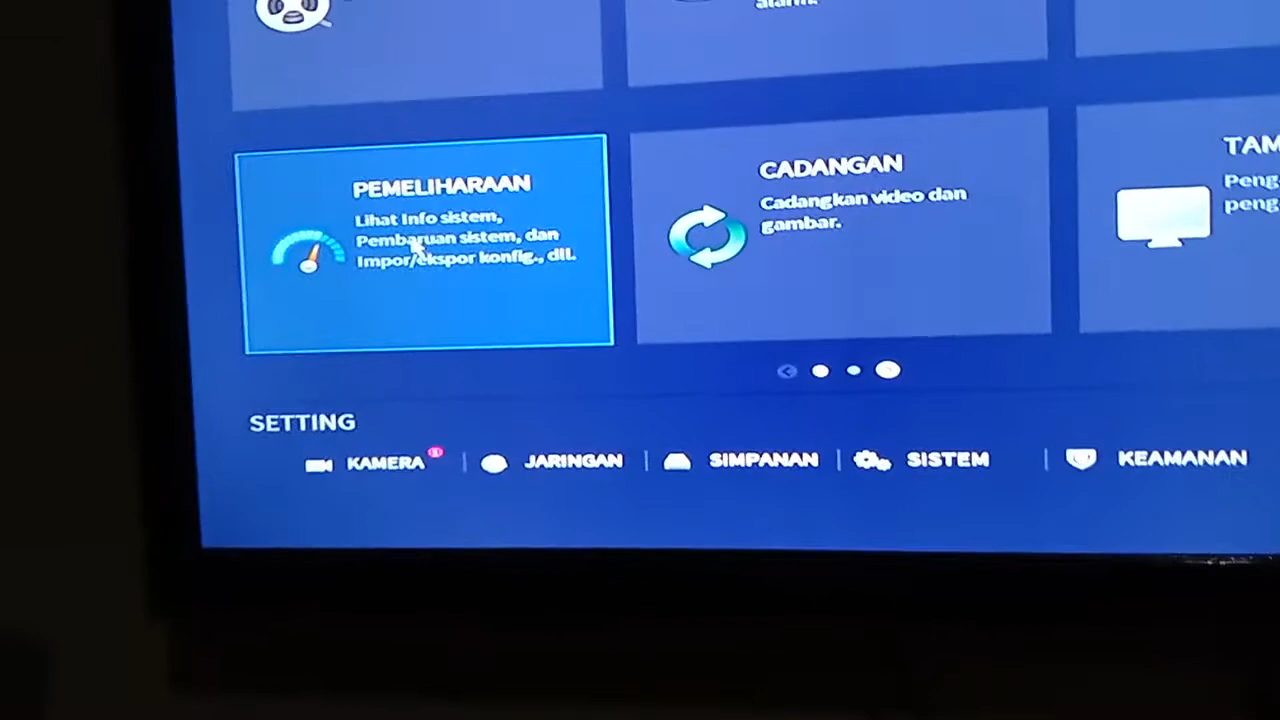 alarm.
PEMELIHARAAN
Lihat Info sistem,
Pembaruan sistem, dan
Impor/ekspor konfig., dll.
CADANGAN
Cadangkan video dan
gambar.
TAM
Peng
peng
SETTING
KAMERA
JARINGAN
SIMPANAN
SISTEM
KEAMANAN